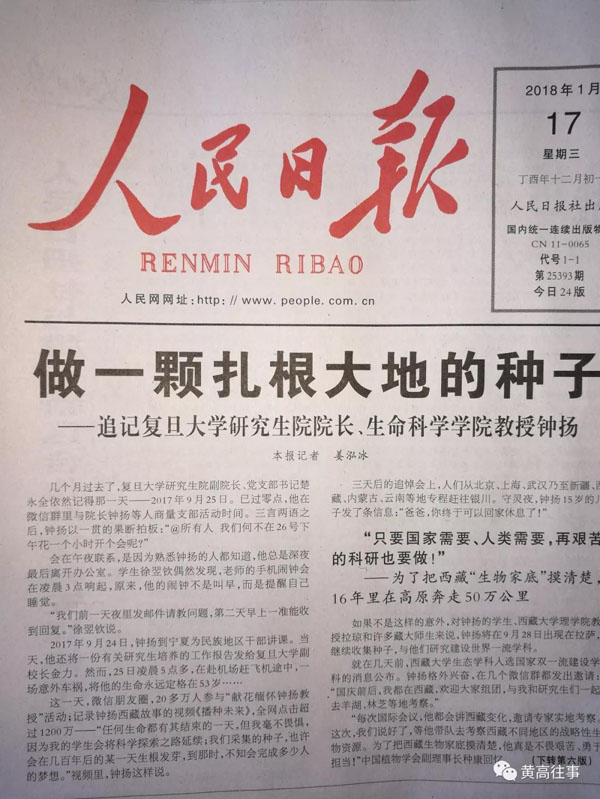 人民日报
RENMIN RIBAO
人民网网址:http://www.people.com.cn
2018年1月
17
星期三
丁酉年十二月初一
人民日报社出版
国内统一连续出版物
CN 11-0065
代号1-1
第25393期
今日24版
做一颗扎根大地的种子
——追记复旦大学研究生院院长、生命科学学院教授钟扬
本报记者 姜泓冰
几个月过去了,复旦大学研究生院副院长、党支部书记楚
永全依然记得那一天——2017年9月25日。已过零点,他在
微信群里与院长钟扬等人商量支部活动时间。三言两语之
后,钟扬以一贯的果断拍板:“@所有人 我们何不在26号下
午花一个小时开个会呢?”
会在午夜联系,是因为熟悉钟扬的人都知道,他总是深夜
最后离开办公室。学生徐翌钦偶然发现,老师的手机闹钟会
在凌晨3点响起,原来,他的闹钟不是叫早,而是提醒自己
睡觉。
“我们前一天夜里发邮件请教问题,第二天早上一准能收
到回复。”徐翌钦说。
2017年9月24日,钟扬到宁夏为民族地区干部讲课。当
天,他还将一份有关研究生培养的工作报告发给复旦大学副
校长金力。然而,25日凌晨5点多,在赴机场赶飞机途中,一
场意外车祸,将他的生命永远定格在53岁……
这一天,微信朋友圈,20多万人参与“献花缅怀钟扬教
授”活动;记录钟扬西藏故事的视频《播种未来》,全网点击超
过1200万——“任何生命都有其结束的一天,但我毫不畏惧,
因为我的学生会将科学探索之路延续;我们采集的种子,也许
会在几百年后的某一天生根发芽,到那时,不知会完成多少人
的梦想。”视频里,钟扬这样说。
三天后的追悼会上,人们从北京、上海、武汉乃至新疆、西
藏、内蒙古、云南等地专程赶往银川。守灵夜,钟扬15岁的儿
子发了条信息:“爸爸,你终于可以回家休息了!”
“只要国家需要、人类需要,再艰苦
的科研也要做!”
——为了把西藏“生物家底”摸清楚,
16年里在高原奔走50万公里
如果不是这样的意外,对钟扬的学生、西藏大学理学院教
授拉琼和许多藏大师生来说,钟扬将在9月28日出现在拉萨,
继续收集种子,与他们研究建设世界一流学科。
就在几天前,西藏大学生态学科入选国家双一流建设学
科的消息公布。钟扬格外兴奋,在几个微信群都发出邀请:
“国庆前后,我都在西藏,欢迎大家组团,与我和研究生们一起
去羊湖、林芝等地考察。”
“每次国际会议,他都会讲西藏变化,邀请专家实地考察。
这次,我们说好了,等他带队去考察西藏不同地区的战略性生
物资源。为了把西藏生物家底摸清楚,他真是不畏艰苦、勇于
担当!”中国植物学会副理事长种康回忆。
(下转第六版)
黄高往事